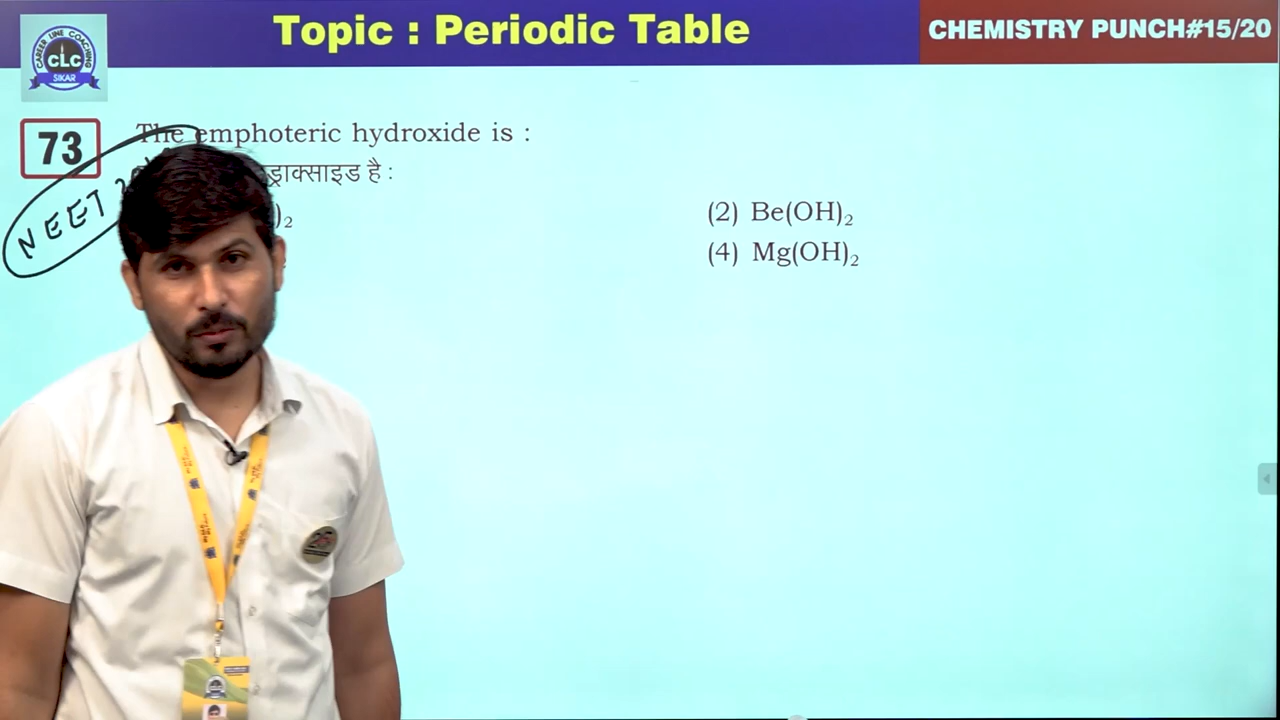 Topic : Periodic Table
CHEMISTRY PUNCH#15/20
CAREER LINE COACHING
CLC
SIKAR
73
The emphoteric hydroxide is :
है :
NEET
)₂
(2) Be(OH)₂
(4) Mg(OH)₂
25